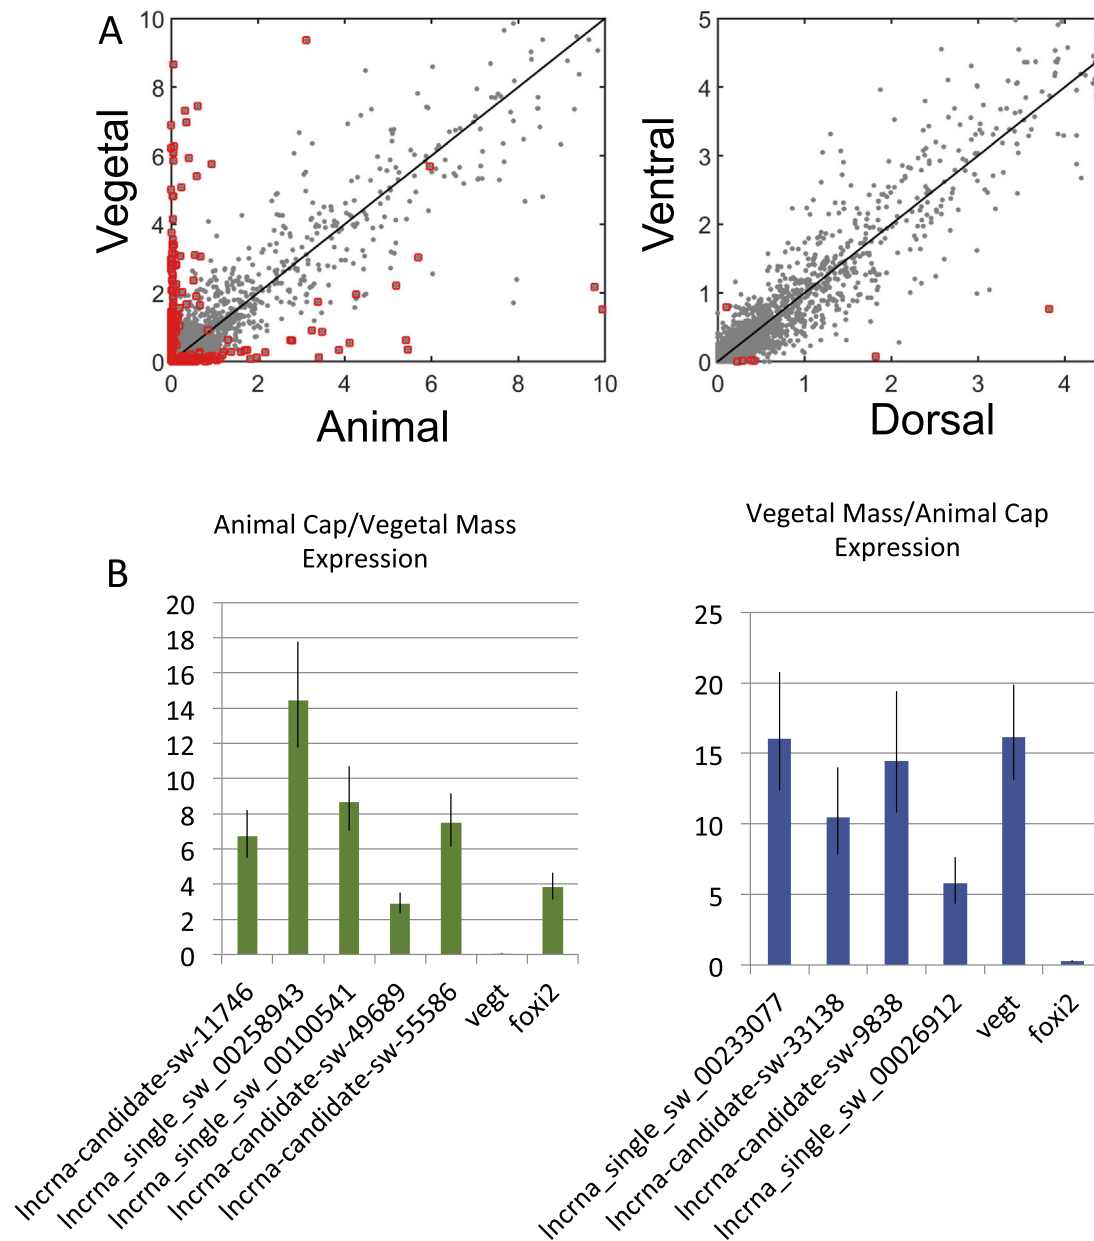 A
Vegetal
10
8
6
4
2
0
0 2 4 6 8 10
Animal
Ventral
5
4
3
2
1
0
0 1 2 3 4
Dorsal
B
Animal Cap/Vegetal Mass
Expression
20
18
16
14
12
10
8
6
4
2
0
lncrna-candidate-sw-11746
lncrna_single_sw_00258943
lncrna_single_sw_00100541
lncrna-candidate-sw-49689
lncrna-candidate-sw-55586
vegt
foxi2
Vegetal Mass/Animal Cap
Expression
25
20
15
10
5
0
lncrna_single_sw_00233077
lncrna-candidate-sw-33138
lncrna-candidate-sw-9838
lncrna_single_sw_00026912
vegt
foxi2